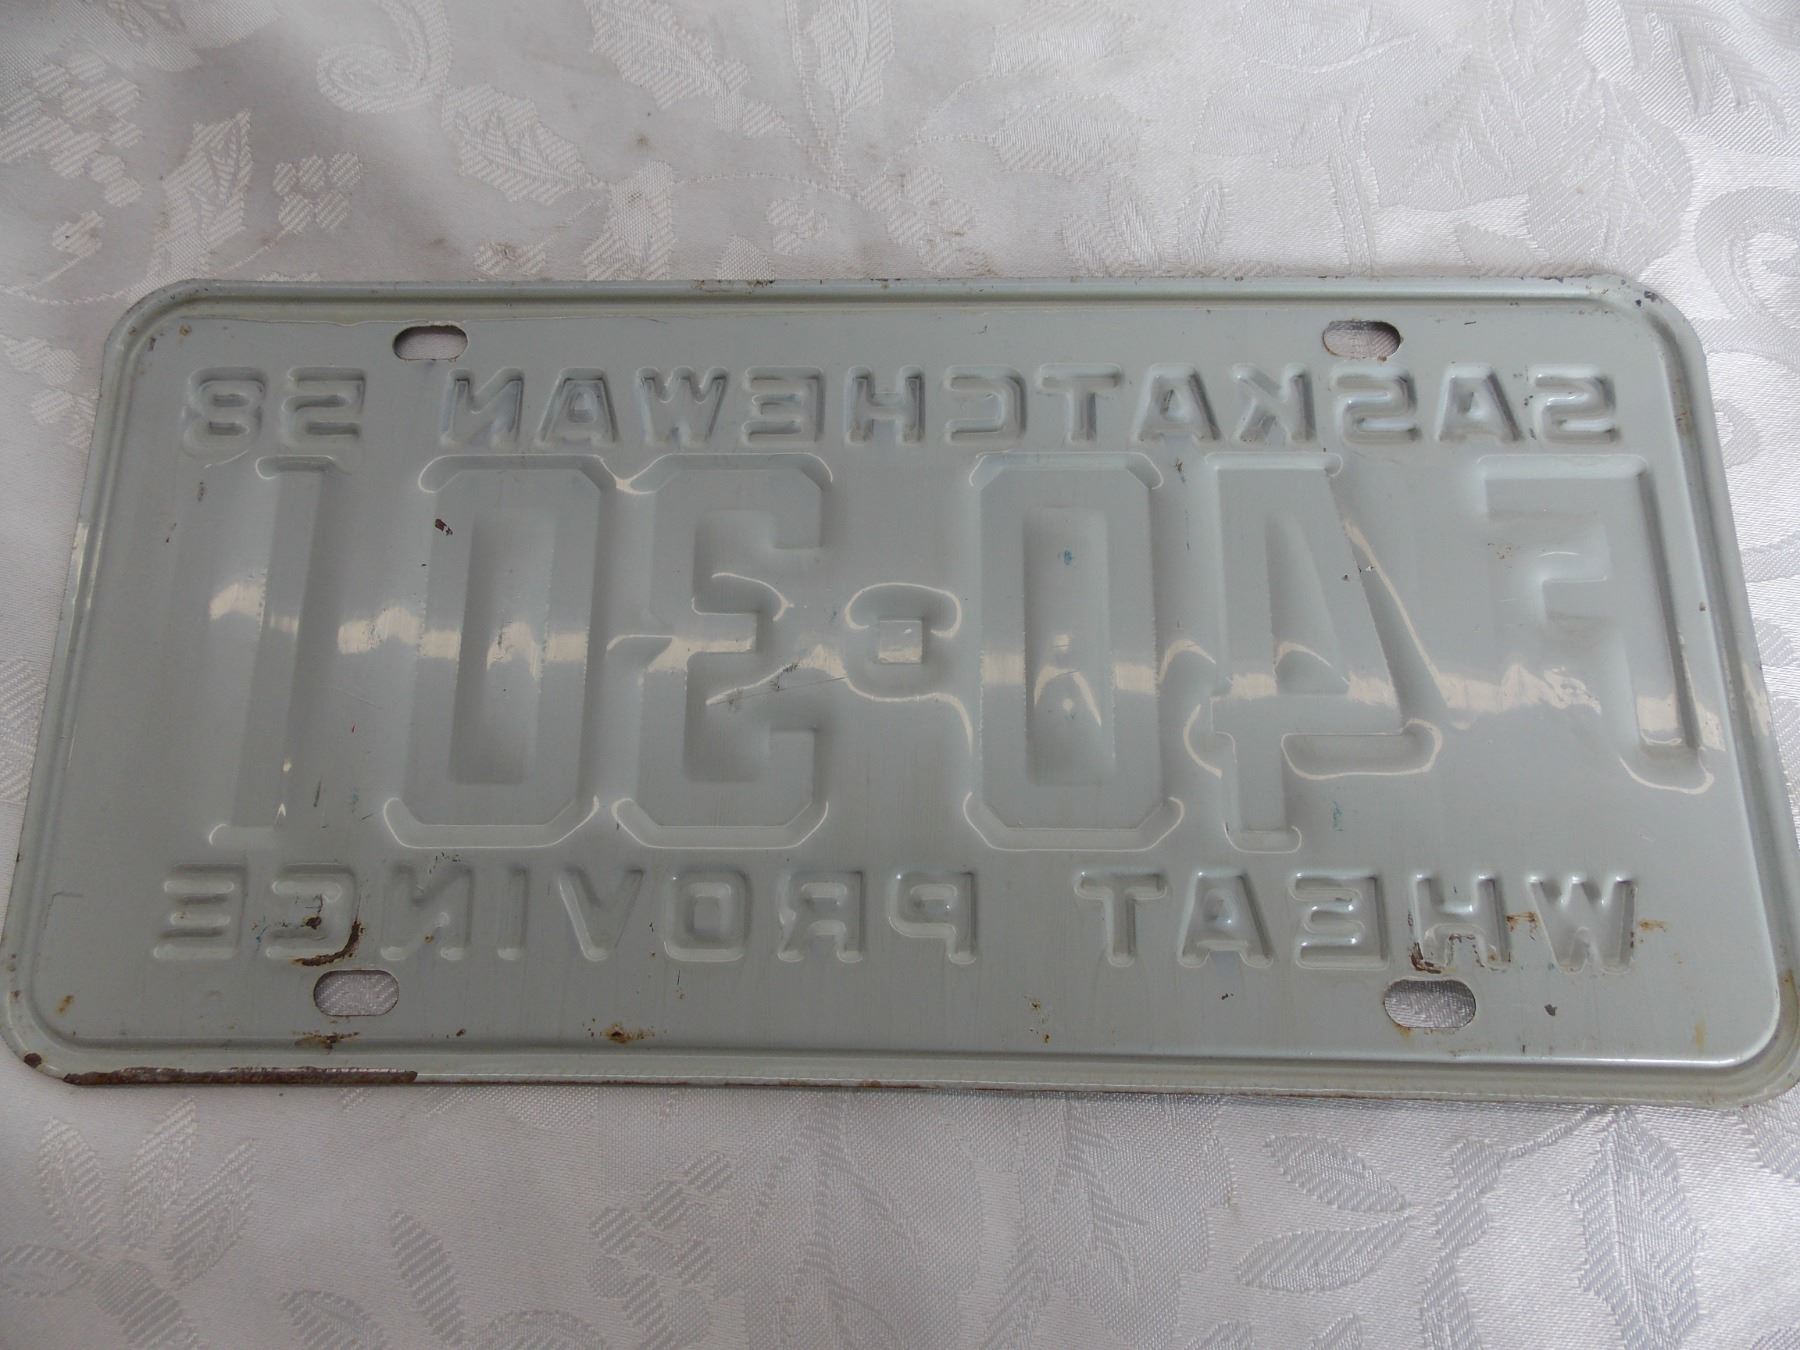 SASKATCHEWAN 58
F40-301
WHEAT PROVINCE